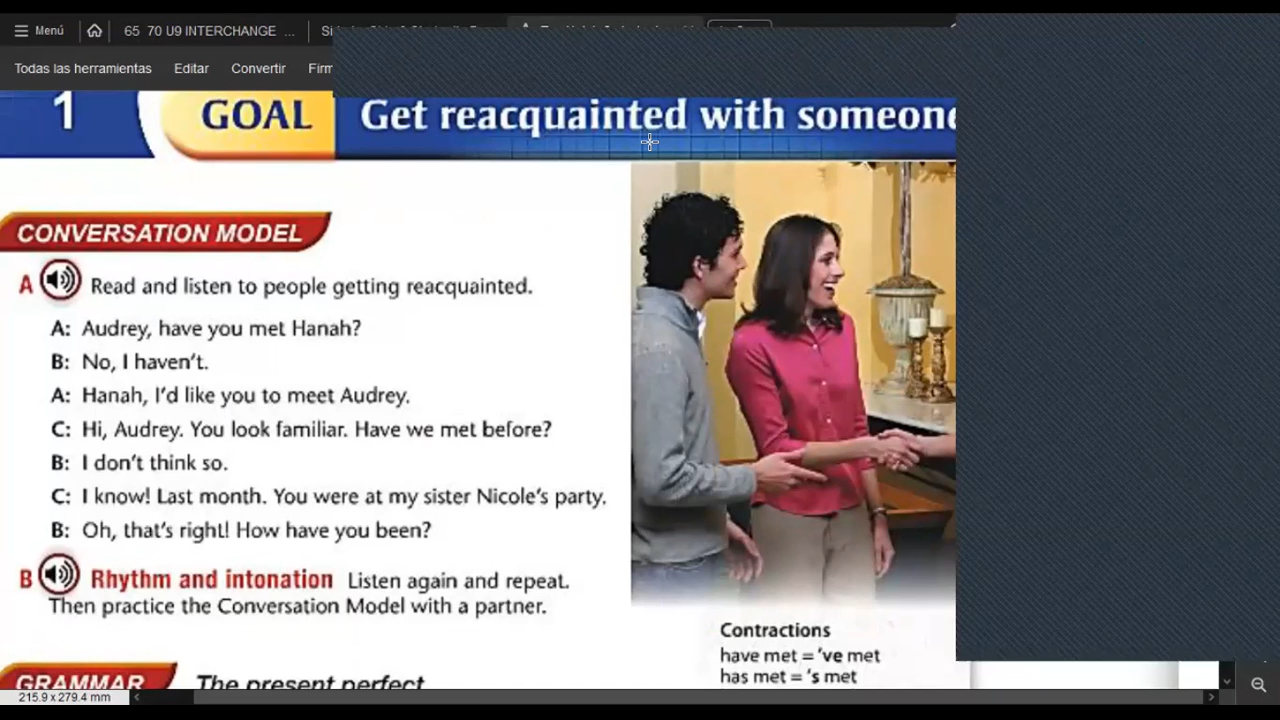 Menú 65 70 U9 INTERCHANGE ...
Todas las herramientas Editar Convertir Firm
1 GOAL Get reacquainted with someone
CONVERSATION MODEL
A Read and listen to people getting reacquainted.
A: Audrey, have you met Hanah?
B: No, I haven't.
A: Hanah, I'd like you to meet Audrey.
C: Hi, Audrey. You look familiar. Have we met before?
B: I don't think so.
C: I know! Last month. You were at my sister Nicole's party.
B: Oh, that's right! How have you been?
B Rhythm and intonation Listen again and repeat.
Then practice the Conversation Model with a partner.
Contractions
have met = 've met
has met = 's met
GRAMMAR The present perfect
215.9 x 279.4 mm